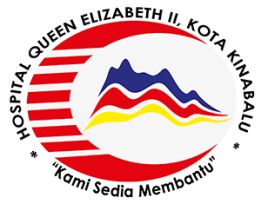 HOSPITAL QUEEN ELIZABETH II, KOTA KINABALU
* "Kami Sedia Membantu" *